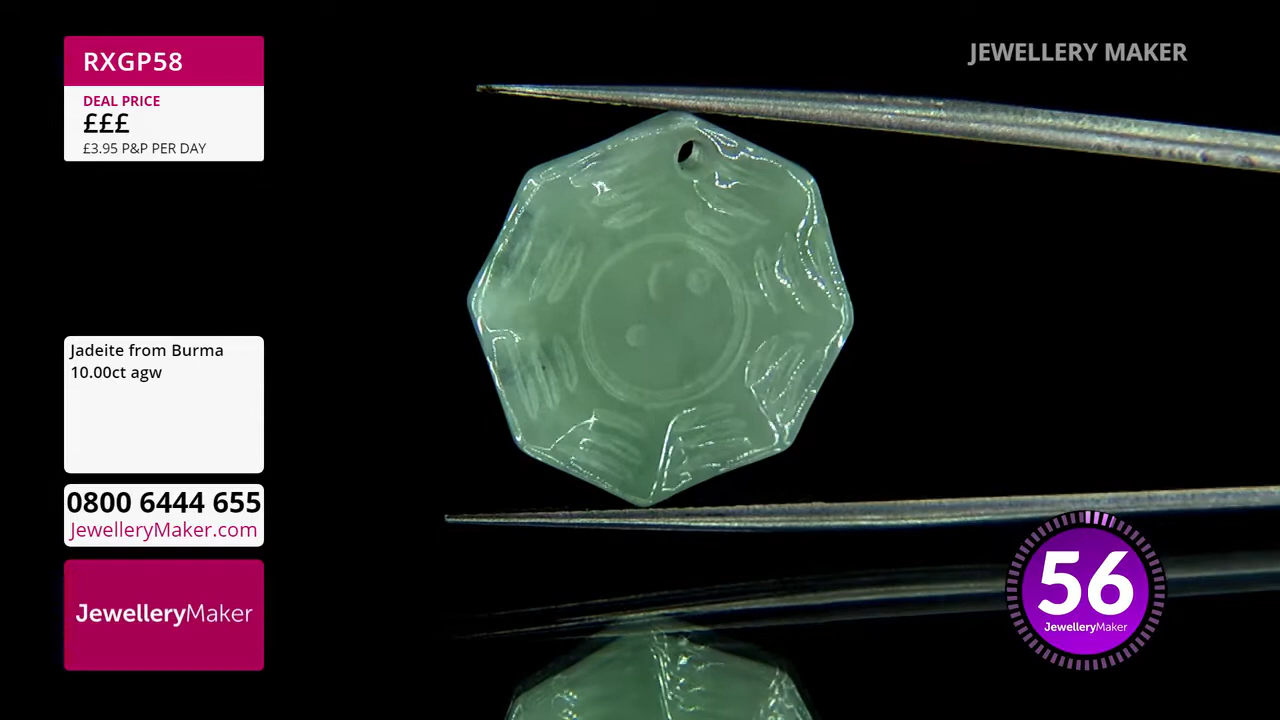 RXGP58
DEAL PRICE
£££
£3.95 P&P PER DAY
JEWELLERY MAKER
Jadeite from Burma
10.00ct agw
0800 6444 655
JewelleryMaker.com
JewelleryMaker
56
JewelleryMaker